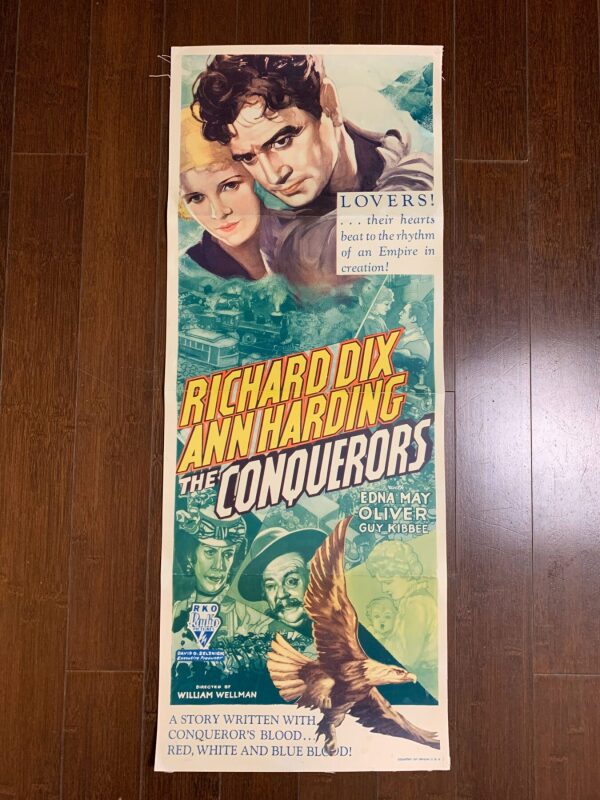 LOVERS!
. . . their hearts
beat to the rhythm
of an Empire in
creation!
RICHARD DIX
ANN HARDING
THE CONQUERORS
EDNA MAY
OLIVER
GUY KIBBEE
RKO
Radio
PICTURES
DAVID O. SELZNICK
Executive Producer
DIRECTED BY
WILLIAM WELLMAN
A STORY WRITTEN WITH
CONQUEROR'S BLOOD...
RED, WHITE AND BLUE BLOOD!